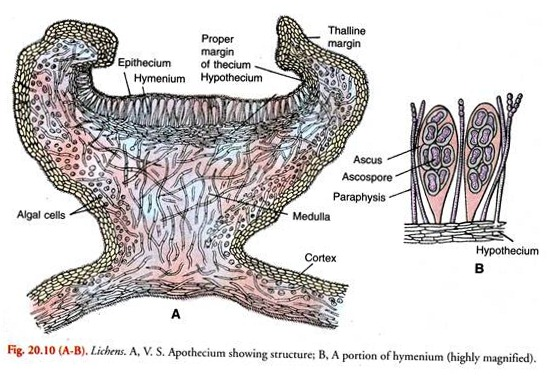 Thalline
margin
Proper
margin
of thecium
Hypothecium
Epithecium
Hymenium
Algal cells
Medulla
Cortex
A
Ascus
Ascospore
Paraphysis
Hypothecium
B
Fig. 20.10 (A-B). Lichens. A, V. S. Apothecium showing structure; B, A portion of hymenium (highly magnified).